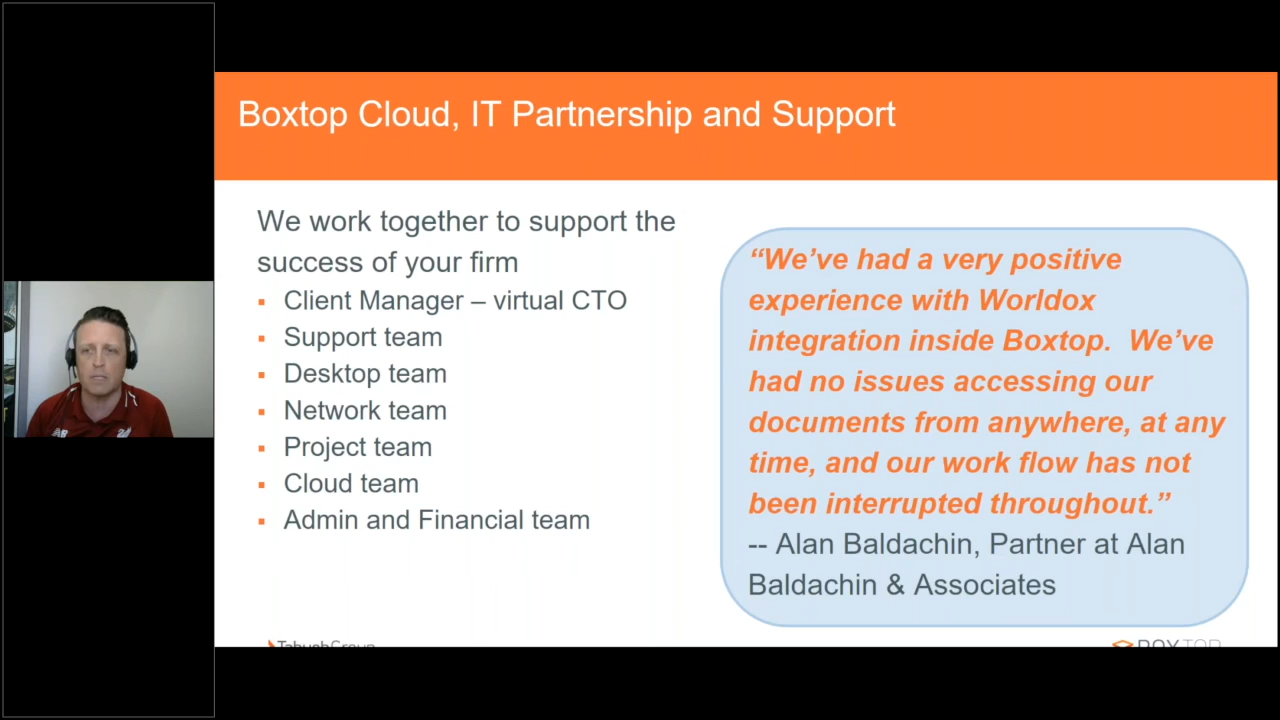 Boxtop Cloud, IT Partnership and Support
We work together to support the
success of your firm
▪ Client Manager – virtual CTO
▪ Support team
▪ Desktop team
▪ Network team
▪ Project team
▪ Cloud team
▪ Admin and Financial team
“We’ve had a very positive
experience with Worldox
integration inside Boxtop.  We’ve
had no issues accessing our
documents from anywhere, at any
time, and our work flow has not
been interrupted throughout.”
-- Alan Baldachin, Partner at Alan
Baldachin & Associates
TabushGroup
BOXTOP